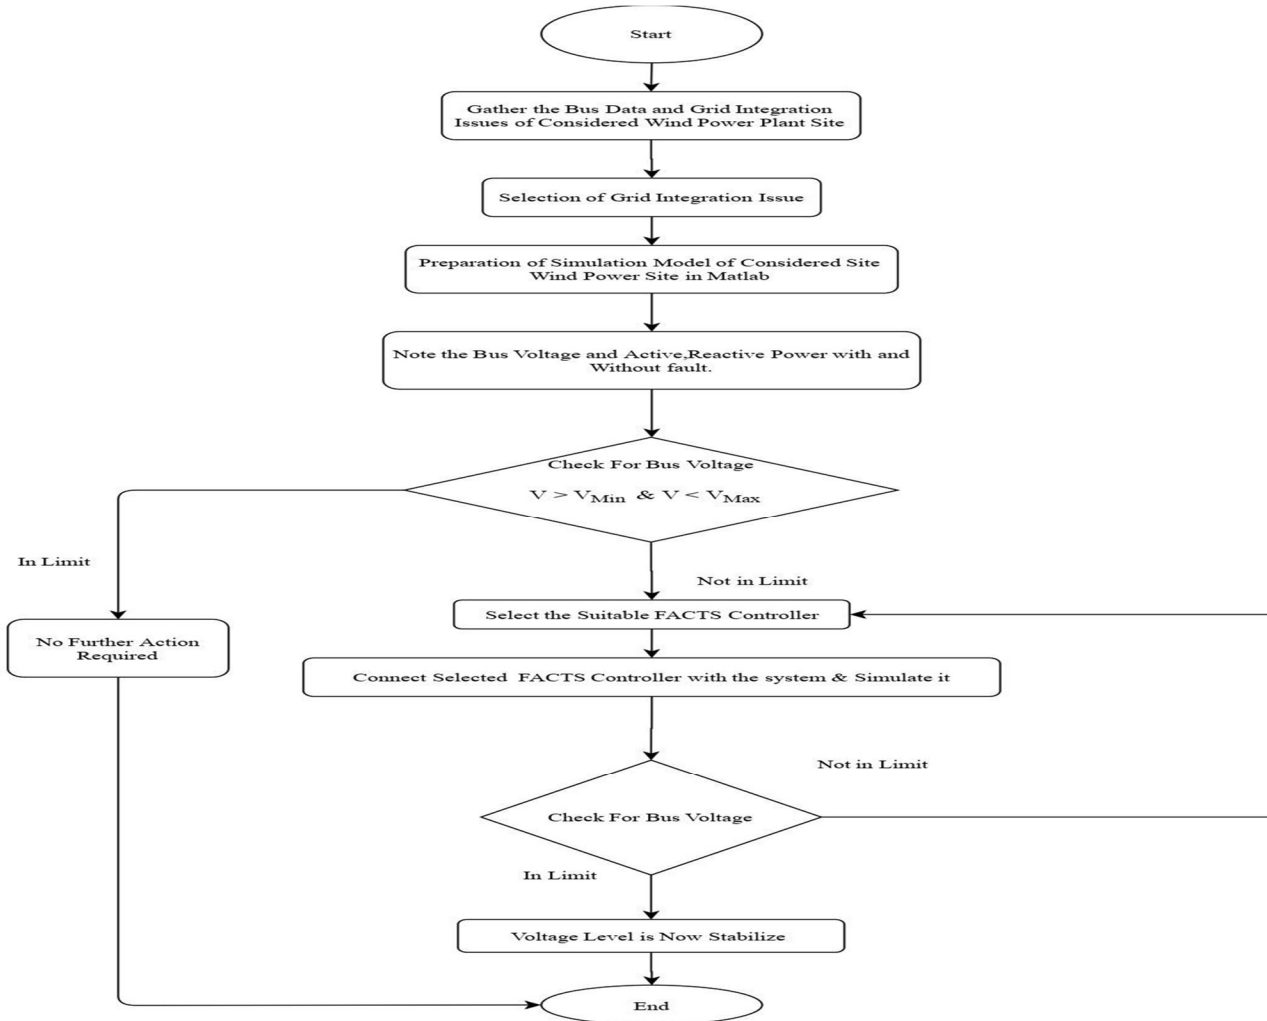 Start
Gather the Bus Data and Grid Integration
Issues of Considered Wind Power Plant Site
Selection of Grid Integration Issue
Preparation of Simulation Model of Considered Site
Wind Power Site in Matlab
Note the Bus Voltage and Active,Reactive Power with and
Without fault.
Check For Bus Voltage
V > VMin & V < VMax
In Limit
Not in Limit
No Further Action
Required
Select the Suitable FACTS Controller
Connect Selected FACTS Controller with the system & Simulate it
Not in Limit
Check For Bus Voltage
In Limit
Voltage Level is Now Stabilize
End